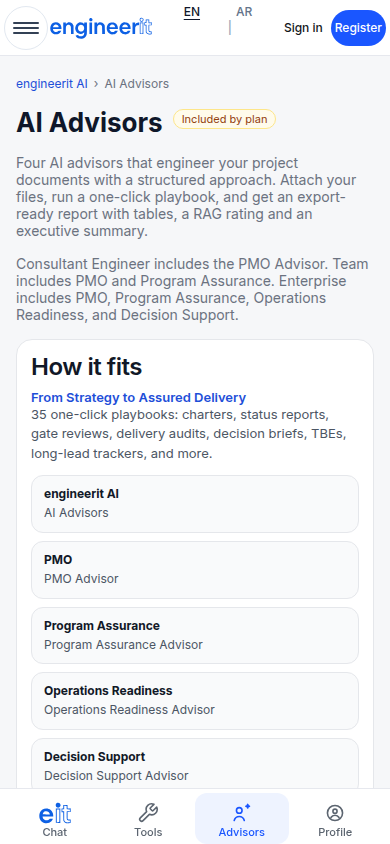 engineerit
EN | AR
Sign in
Register
engineerit AI › AI Advisors
AI Advisors
Included by plan
Four AI advisors that engineer your project
documents with a structured approach. Attach your
files, run a one-click playbook, and get an export-
ready report with tables, a RAG rating and an
executive summary.
Consultant Engineer includes the PMO Advisor. Team
includes PMO and Program Assurance. Enterprise
includes PMO, Program Assurance, Operations
Readiness, and Decision Support.
How it fits
From Strategy to Assured Delivery
35 one-click playbooks: charters, status reports,
gate reviews, delivery audits, decision briefs, TBEs,
long-lead trackers, and more.
engineerit AI
AI Advisors
PMO
PMO Advisor
Program Assurance
Program Assurance Advisor
Operations Readiness
Operations Readiness Advisor
Decision Support
Decision Support Advisor
eit
Chat
Tools
Advisors
Profile